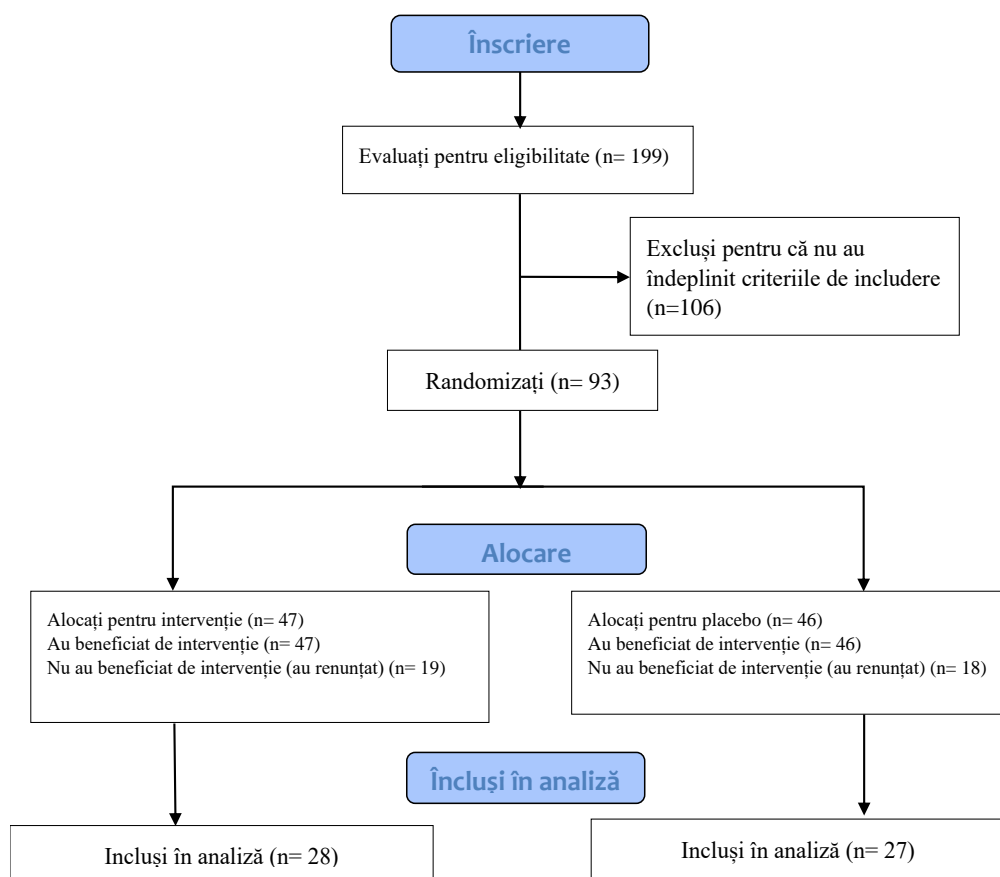 Înscriere
Evaluați pentru eligibilitate (n= 199)
Excluși pentru că nu au
îndeplinit criteriile de includere
(n=106)
Randomizați (n= 93)
Alocare
Alocați pentru intervenție (n= 47)
Au beneficiat de intervenție (n= 47)
Nu au beneficiat de intervenție (au renunțat) (n= 19)
Alocați pentru placebo (n= 46)
Au beneficiat de intervenție (n= 46)
Nu au beneficiat de intervenție (au renunțat) (n= 18)
Încluși în analiză
Incluși în analiză (n= 28)
Incluși în analiză (n= 27)